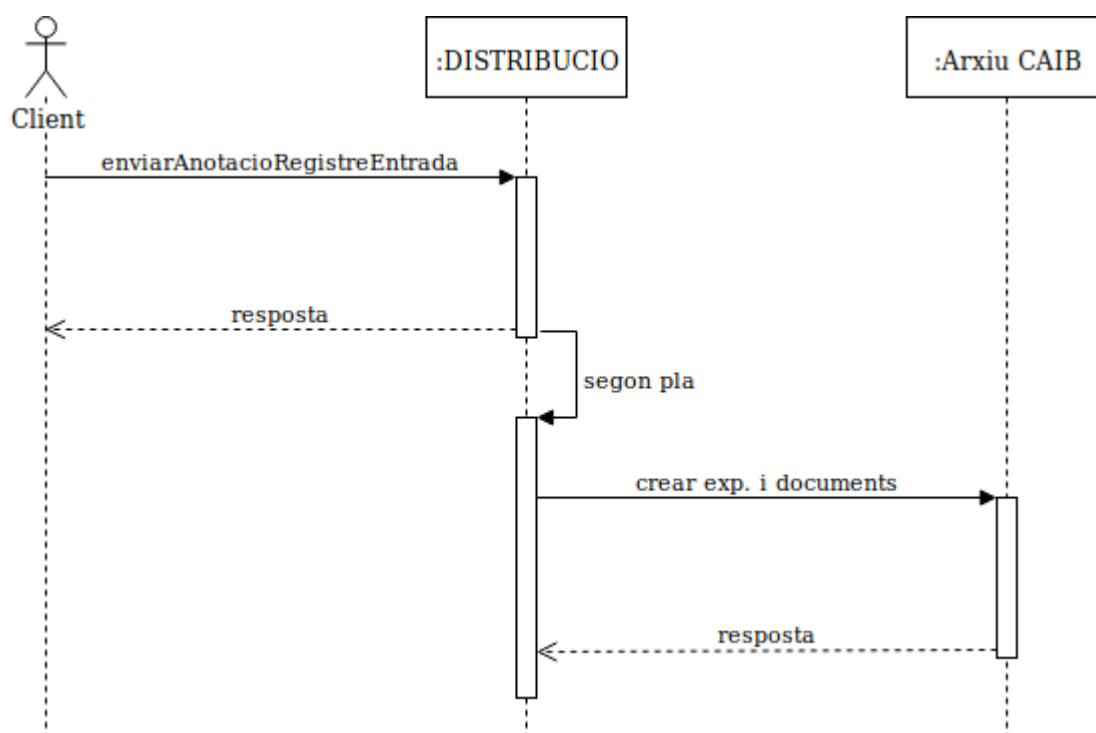 :DISTRIBUCIO
:Arxiu CAIB
Client
enviarAnotacioRegistreEntrada
resposta
segon pla
crear exp. i documents
resposta